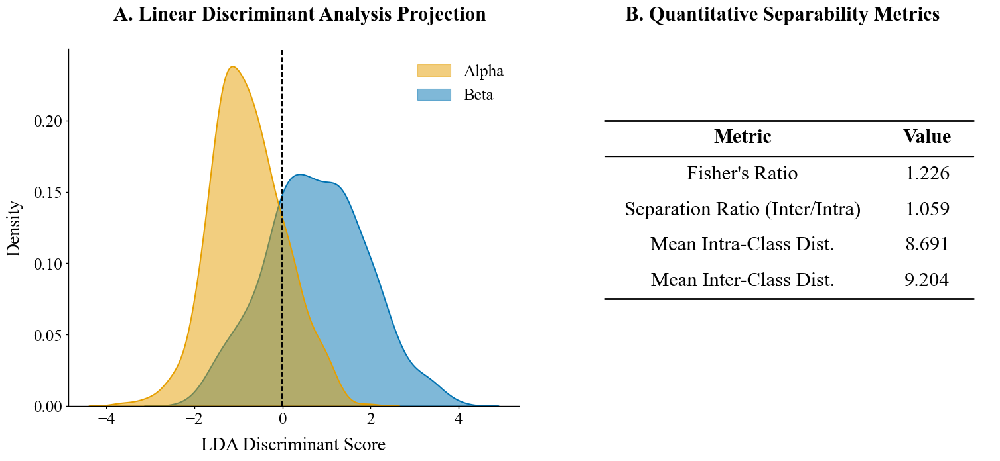 A. Linear Discriminant Analysis Projection
Alpha
Beta
0.20
0.15
0.10
0.05
0.00
Density
−4
−2
0
2
4
LDA Discriminant Score
B. Quantitative Separability Metrics
Metric Value
Fisher's Ratio 1.226
Separation Ratio (Inter/Intra) 1.059
Mean Intra-Class Dist. 8.691
Mean Inter-Class Dist. 9.204